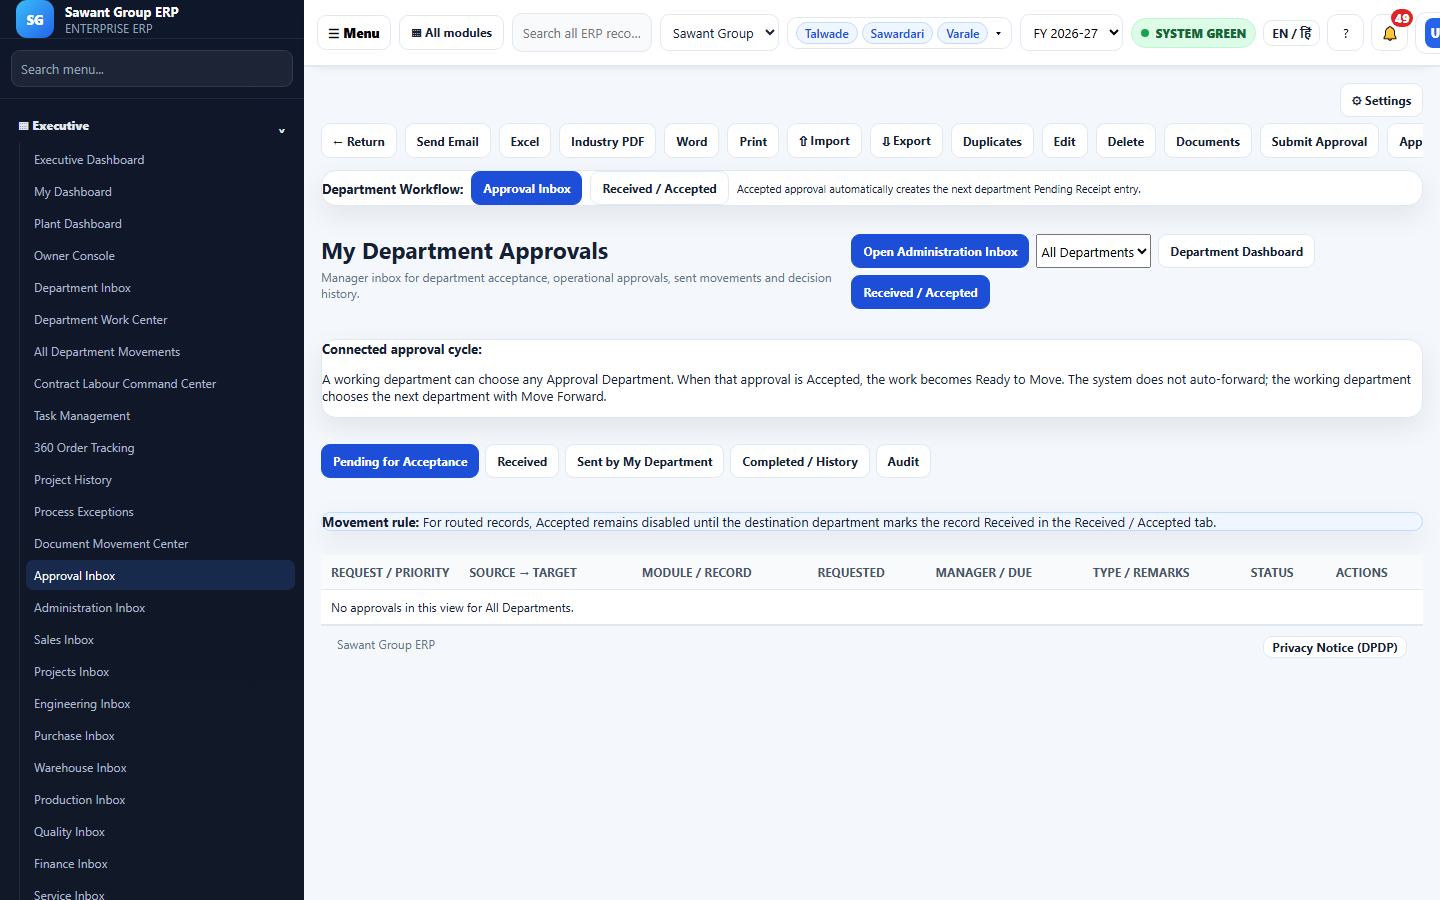 SG
Sawant Group ERP
ENTERPRISE ERP
Search menu...
Executive
Executive Dashboard
My Dashboard
Plant Dashboard
Owner Console
Department Inbox
Department Work Center
All Department Movements
Contract Labour Command Center
Task Management
360 Order Tracking
Project History
Process Exceptions
Document Movement Center
Approval Inbox
Administration Inbox
Sales Inbox
Projects Inbox
Engineering Inbox
Purchase Inbox
Warehouse Inbox
Production Inbox
Quality Inbox
Finance Inbox
Service Inbox
☰ Menu
All modules
Search all ERP reco...
Sawant Group
Talwade Sawardari Varale
FY 2026-27
SYSTEM GREEN
EN / हिं
?
49
U
⚙ Settings
← Return
Send Email
Excel
Industry PDF
Word
Print
⇧ Import
⇩ Export
Duplicates
Edit
Delete
Documents
Submit Approval
App
Department Workflow: Approval Inbox Received / Accepted Accepted approval automatically creates the next department Pending Receipt entry.
My Department Approvals
Manager inbox for department acceptance, operational approvals, sent movements and decision
history.
Open Administration Inbox
All Departments
Department Dashboard
Received / Accepted
Connected approval cycle:
A working department can choose any Approval Department. When that approval is Accepted, the work becomes Ready to Move. The system does not auto-forward; the working department
chooses the next department with Move Forward.
Pending for Acceptance
Received
Sent by My Department
Completed / History
Audit
Movement rule: For routed records, Accepted remains disabled until the destination department marks the record Received in the Received / Accepted tab.
REQUEST / PRIORITY SOURCE → TARGET MODULE / RECORD REQUESTED MANAGER / DUE TYPE / REMARKS STATUS ACTIONS
No approvals in this view for All Departments.
Sawant Group ERP
Privacy Notice (DPDP)